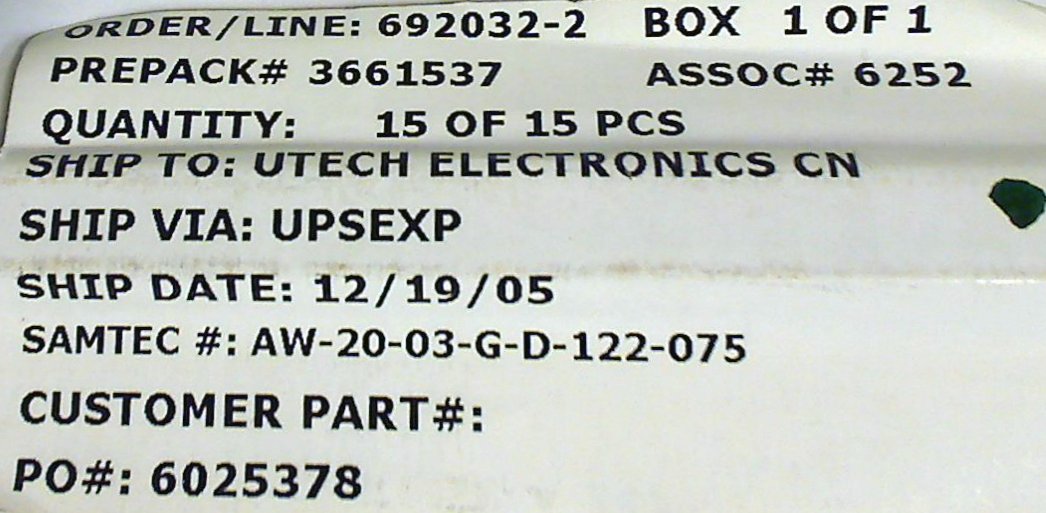 ORDER/LINE: 692032-2 BOX 1 OF 1
PREPACK# 3661537 ASSOC# 6252
QUANTITY: 15 OF 15 PCS
SHIP TO: UTECH ELECTRONICS CN
SHIP VIA: UPSEXP
SHIP DATE: 12/19/05
SAMTEC #: AW-20-03-G-D-122-075
CUSTOMER PART#:
PO#: 6025378